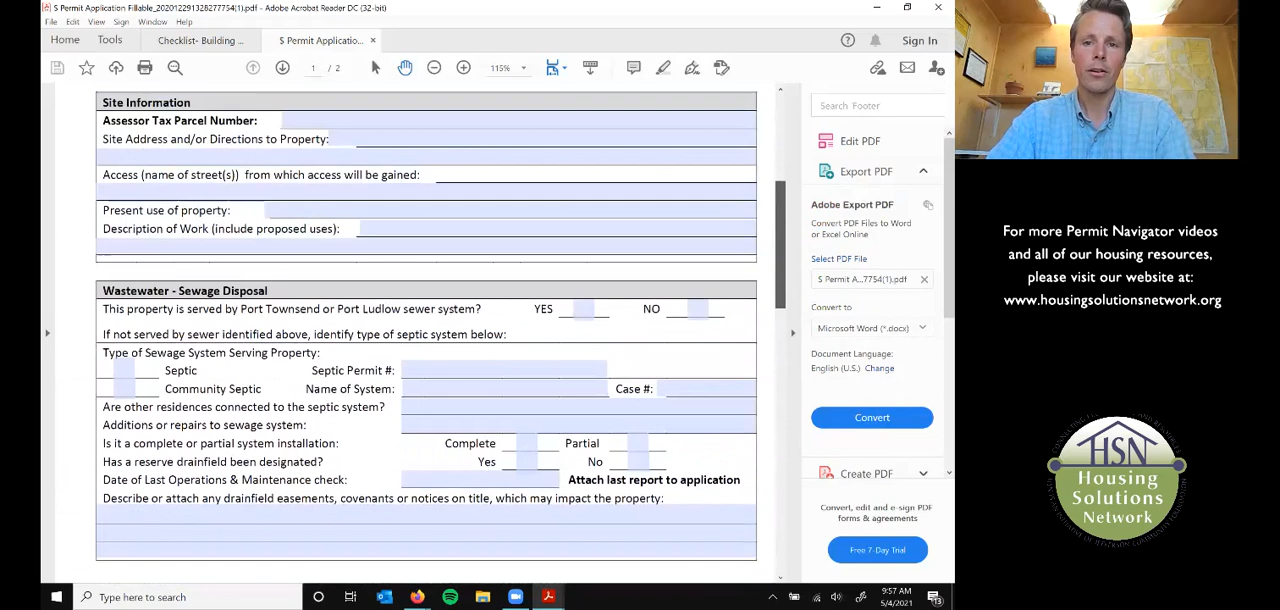 S Permit Application Fillable_202012291328277754(1).pdf - Adobe Acrobat Reader DC (32-bit)
File Edit View Sign Window Help
Home Tools Checklist- Building ... S Permit Applicatio... × Sign In
1 / 2 115%
Site Information
Assessor Tax Parcel Number:
Site Address and/or Directions to Property:
Access (name of street(s)) from which access will be gained:
Present use of property:
Description of Work (include proposed uses):
Wastewater - Sewage Disposal
This property is served by Port Townsend or Port Ludlow sewer system? YES NO
If not served by sewer identified above, identify type of septic system below:
Type of Sewage System Serving Property:
Septic Septic Permit #:
Community Septic Name of System: Case #:
Are other residences connected to the septic system?
Additions or repairs to sewage system:
Is it a complete or partial system installation: Complete Partial
Has a reserve drainfield been designated? Yes No
Date of Last Operations & Maintenance check: Attach last report to application
Describe or attach any drainfield easements, covenants or notices on title, which may impact the property:
Search 'Footer
Edit PDF
Export PDF
Adobe Export PDF
Convert PDF Files to Word
or Excel Online
Select PDF File
S Permit A...7754(1).pdf ×
Convert to
Microsoft Word (*.docx)
Document Language:
English (U.S.) Change
Convert
Create PDF
Convert, edit and e-sign PDF
forms & agreements
Free 7-Day Trial
For more Permit Navigator videos
and all of our housing resources,
please visit our website at:
www.housingsolutionsnetwork.org
HSN
Housing
Solutions
Network
Type here to search
9:57 AM
5/4/2021
13